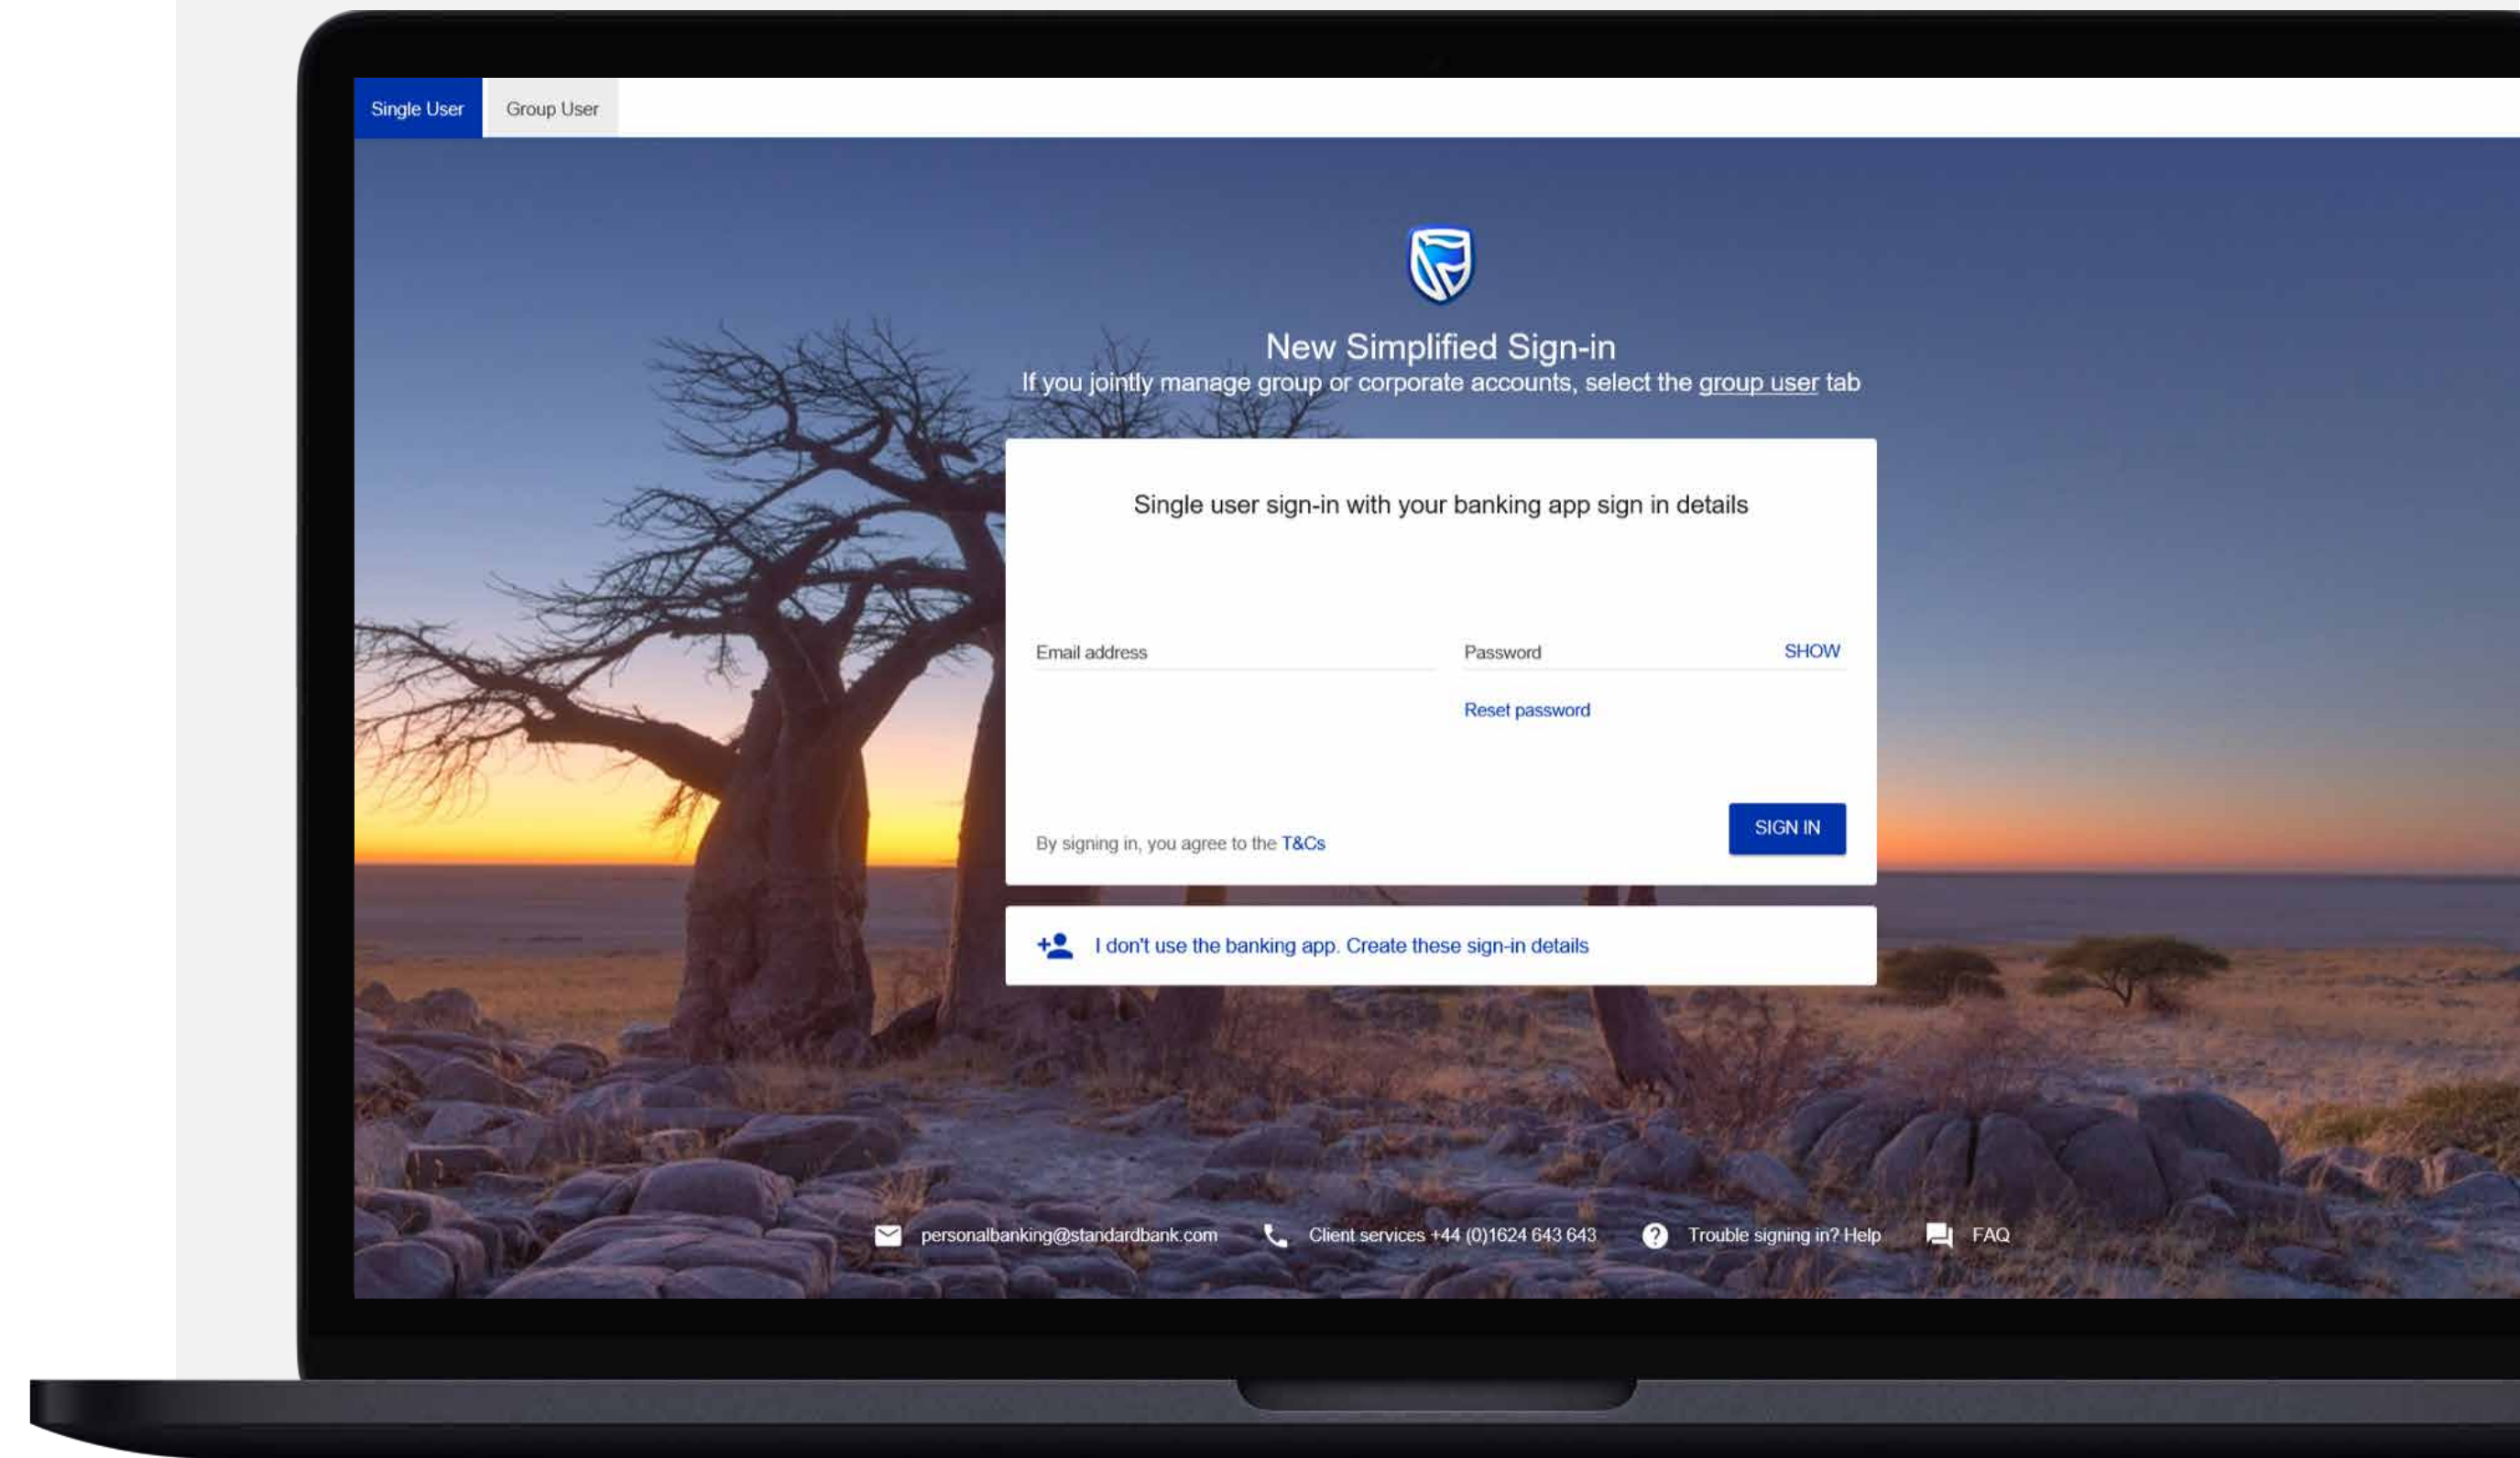 Single User Group User
New Simplified Sign-in
If you jointly manage group or corporate accounts, select the group user tab
Single user sign-in with your banking app sign in details
Email address Password SHOW
Reset password
SIGN IN
By signing in, you agree to the T&Cs
I don't use the banking app. Create these sign-in details
personalbanking@standardbank.com Client services +44 (0)1624 643 643 Trouble signing in? Help FAQ